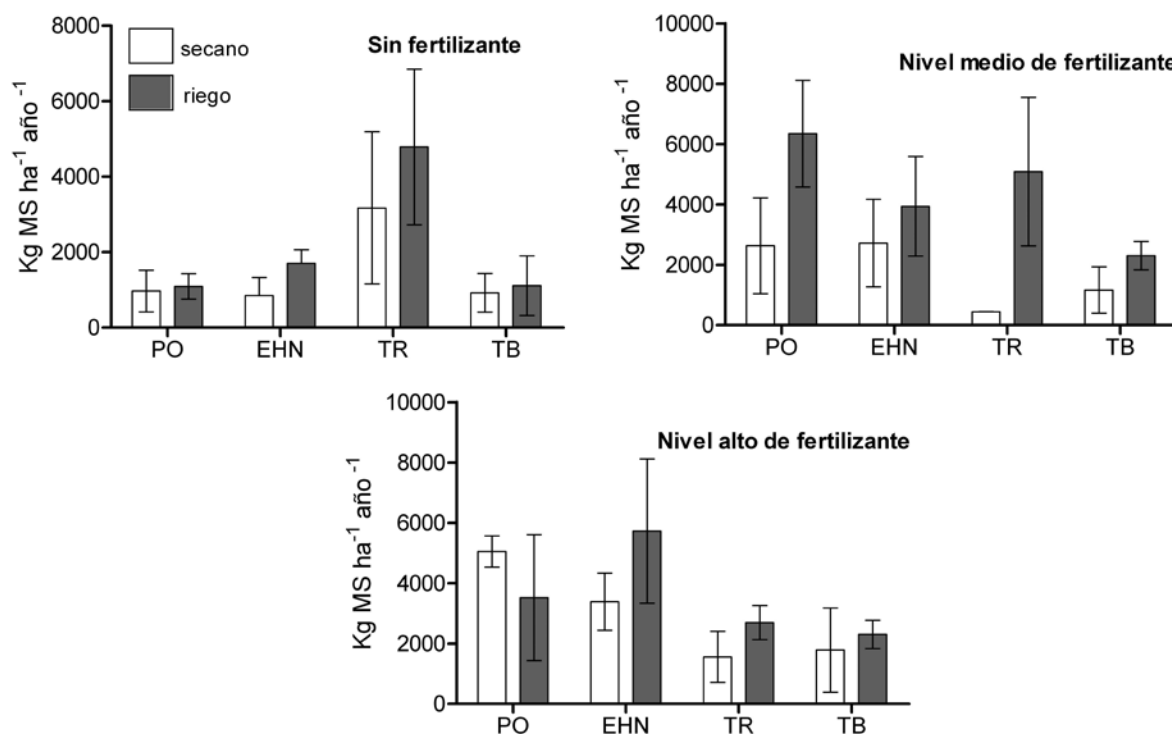 Sin fertilizante
secano
riego
Kg MS ha⁻¹ año⁻¹
8000
6000
4000
2000
0
PO EHN TR TB
Nivel medio de fertilizante
Kg MS ha⁻¹ año⁻¹
10000
8000
6000
4000
2000
0
PO EHN TR TB
Nivel alto de fertilizante
Kg MS ha⁻¹ año⁻¹
10000
8000
6000
4000
2000
0
PO EHN TR TB